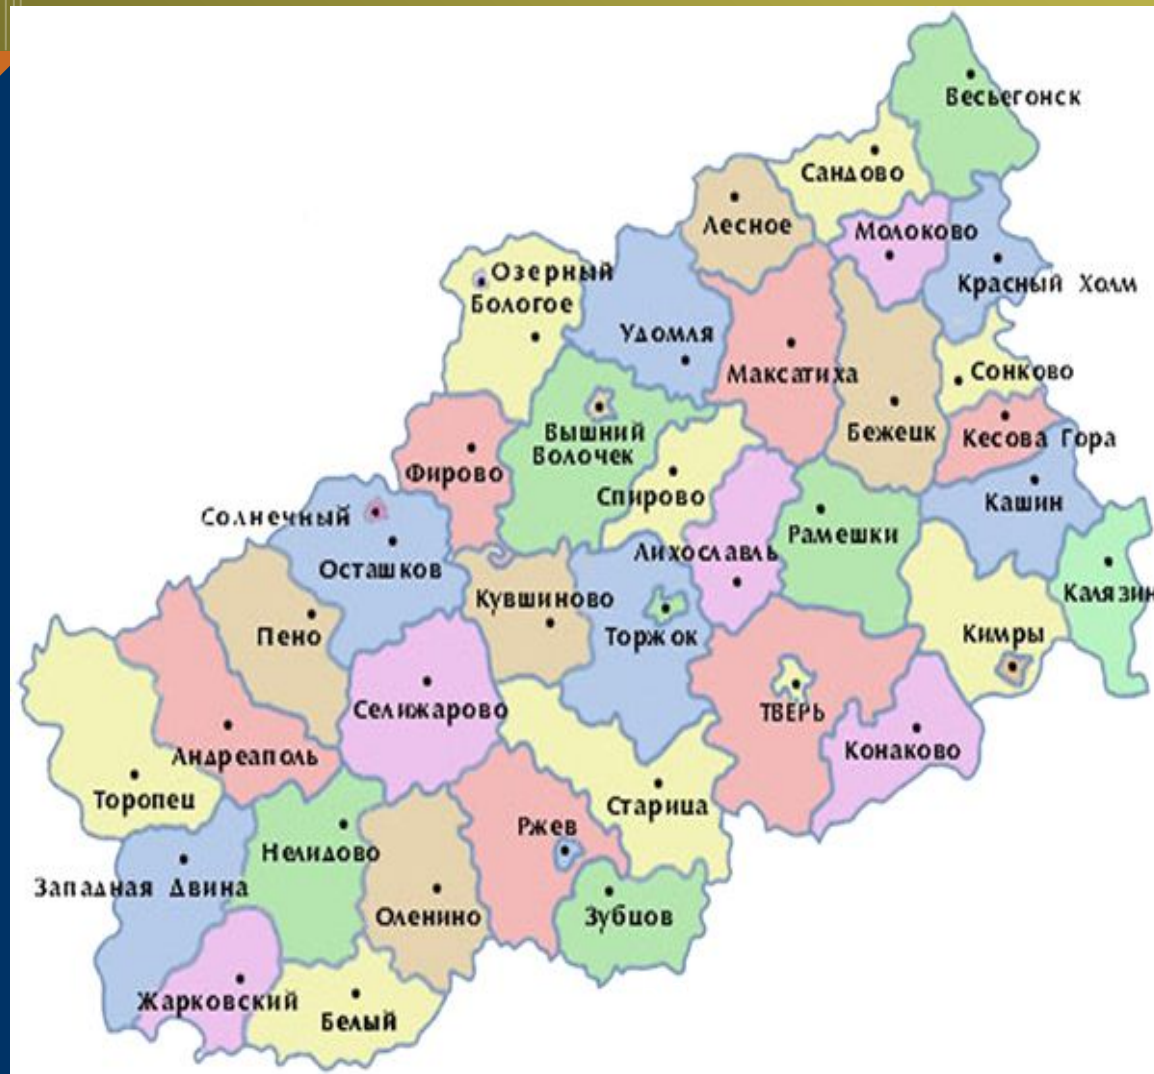 Весьегонск
Сандово
Лесное
Молоково
Озерный
Красный Холм
Бологое
Удомля
Максатиха
Сонково
Вышний
Волочек
Бежецк
Кесова Гора
Фирово
Спирово
Кашин
Солнечный
Рамешки
Лихославль
Осташков
Калязин
Кувшиново
Пено
Торжок
Кимры
Селижарово
ТВЕРЬ
Андреаполь
Конаково
Торопец
Старица
Ржев
Нелидово
Западная Двина
Оленино
Зубцов
Жарковский
Белый